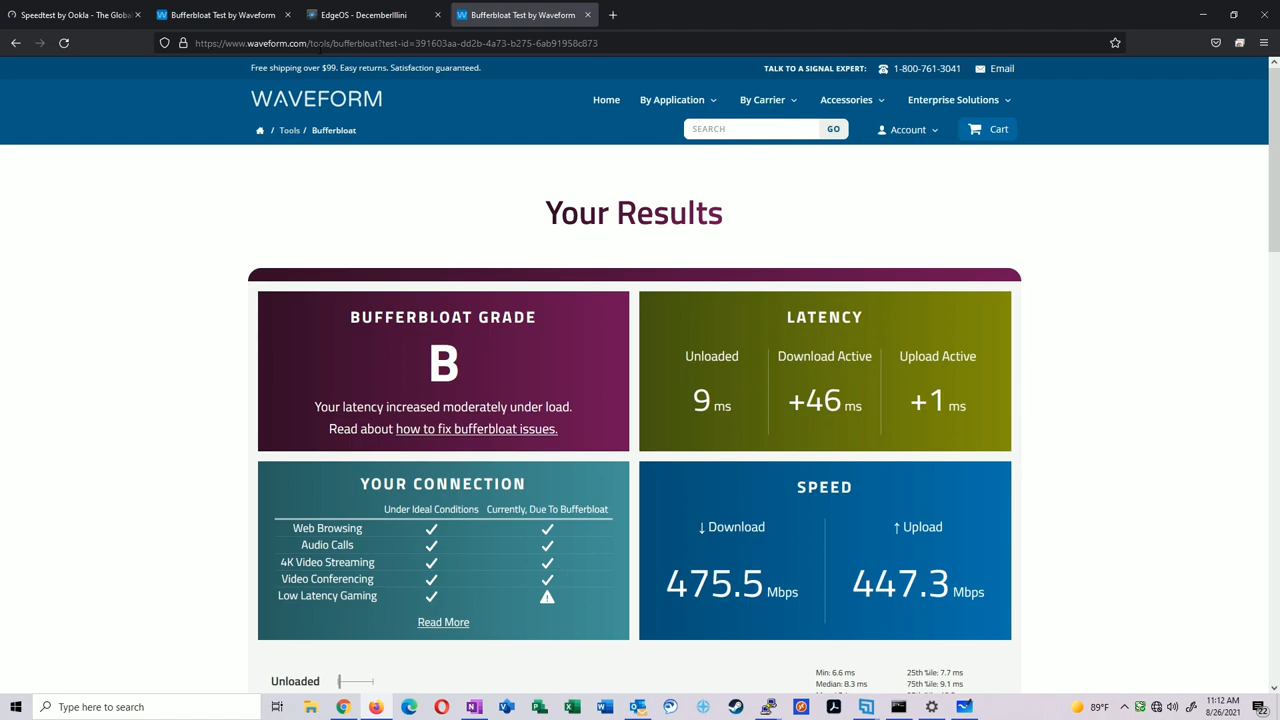 Speedtest by Ookla - The Globa
Bufferbloat Test by Waveform
EdgeOS - DecemberIllini
Bufferbloat Test by Waveform
https://www.waveform.com/tools/bufferbloat?test-id=391603aa-dd2b-4a73-b275-6ab91958c873
Free shipping over $99. Easy returns. Satisfaction guaranteed.
TALK TO A SIGNAL EXPERT: 1-800-761-3041 Email
WAVEFORM
Home By Application By Carrier Accessories Enterprise Solutions
/ Tools / Bufferbloat
SEARCH GO Account Cart
Your Results
BUFFERBLOAT GRADE
B
Your latency increased moderately under load.
Read about how to fix bufferbloat issues.
LATENCY
Unloaded Download Active Upload Active
9 ms +46 ms +1 ms
YOUR CONNECTION
Under Ideal Conditions Currently, Due To Bufferbloat
Web Browsing
Audio Calls
4K Video Streaming
Video Conferencing
Low Latency Gaming
Read More
SPEED
↓ Download ↑ Upload
475.5 Mbps 447.3 Mbps
Unloaded
Min: 6.6 ms 25th %ile: 7.7 ms
Median: 8.3 ms 75th %ile: 9.1 ms
Type here to search
89°F
11:12 AM
8/26/2021
22